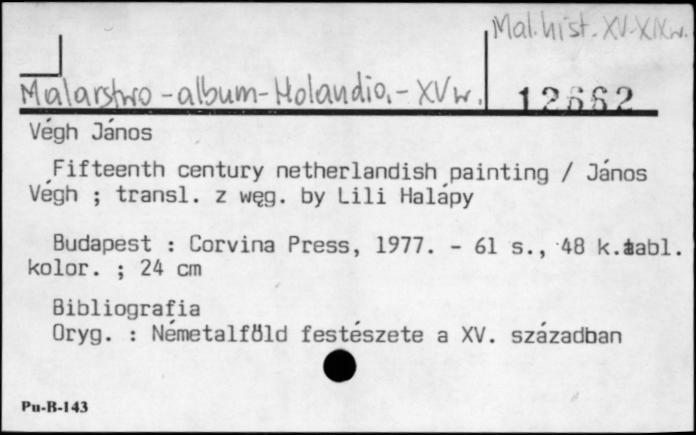 Mal. hist. XV-XIX w.
Malarstwo - album - Holandia. - XV w.
12662
Végh János
Fifteenth century netherlandish painting / János
Végh ; transl. z węg. by Lili Halápy
Budapest : Corvina Press, 1977. - 61 s., 48 k.tabl.
kolor. ; 24 cm
Bibliografia
Oryg. : Németalföld festészete a XV. században
Pu-B-143